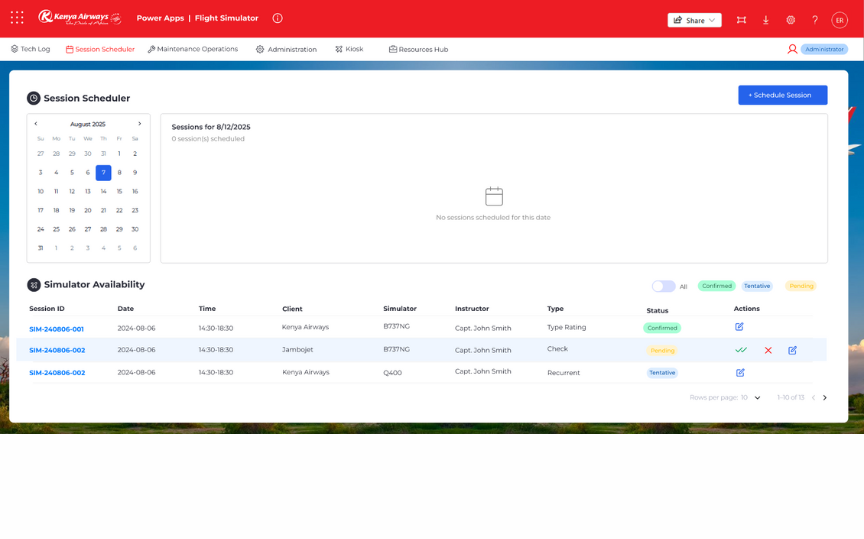 Kenya Airways
The Pride of Africa
Power Apps | Flight Simulator
Share
?
ER
Tech Log
Session Scheduler
Maintenance Operations
Administration
Kiosk
Resources Hub
Administrator
Session Scheduler
+ Schedule Session
August 2025
Su Mo Tu We Th Fr Sa
27 28 29 30 31 1 2
3 4 5 6 7 8 9
10 11 12 13 14 15 16
17 18 19 20 21 22 23
24 25 26 27 28 29 30
31 1 2 3 4 5 6
Sessions for 8/12/2025
0 session(s) scheduled
No sessions scheduled for this date
Simulator Availability
All
Confirmed
Tentative
Pending
Session ID Date Time Client Simulator Instructor Type Status Actions
SIM-240806-001 2024-08-06 14:30-18:30 Kenya Airways B737NG Capt. John Smith Type Rating Confirmed
SIM-240806-002 2024-08-06 14:30-18:30 Jambojet B737NG Capt. John Smith Check Pending
SIM-240806-002 2024-08-06 14:30-18:30 Kenya Airways Q400 Capt. John Smith Recurrent Tentative
Rows per page: 10 1-10 of 13